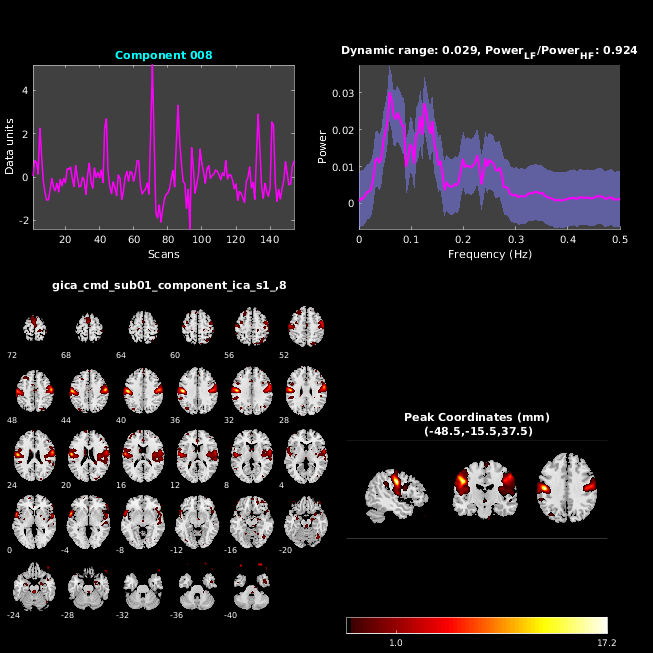 Component 008
Data units
4
2
0
-2
20 40 60 80 100 120 140
Scans
Dynamic range: 0.029, Power_LF/Power_HF: 0.924
Power
0.03
0.02
0.01
0
0 0.1 0.2 0.3 0.4 0.5
Frequency (Hz)
gica_cmd_sub01_component_ica_s1_,8
72 68 64 60 56 52
48 44 40 36 32 28
24 20 16 12 8 4
0 -4 -8 -12 -16 -20
-24 -28 -32 -36 -40
Peak Coordinates (mm)
(-48.5,-15.5,37.5)
1.0 17.2